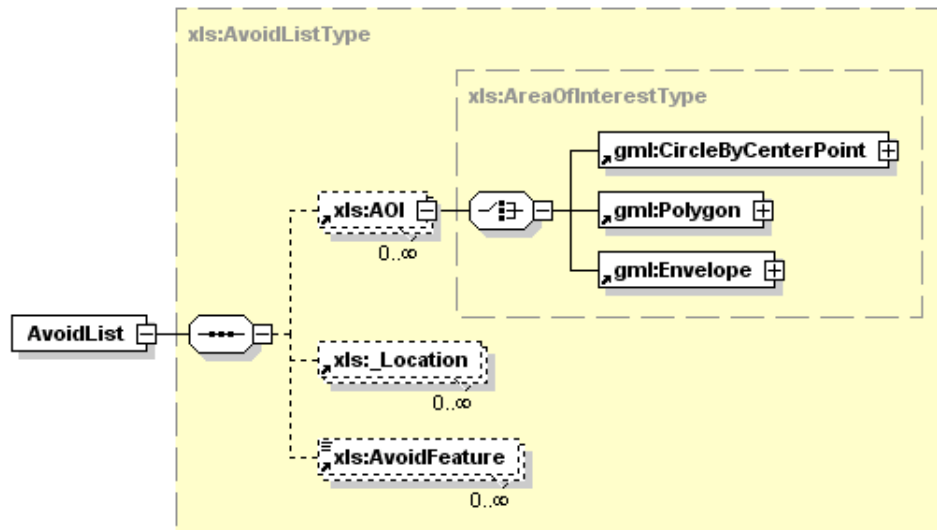 xls:AvoidListType
xls:AreaOfInterestType
gml:CircleByCenterPoint
xls:AOI
0..∞
gml:Polygon
gml:Envelope
AvoidList
xls:_Location
0..∞
xls:AvoidFeature
0..∞